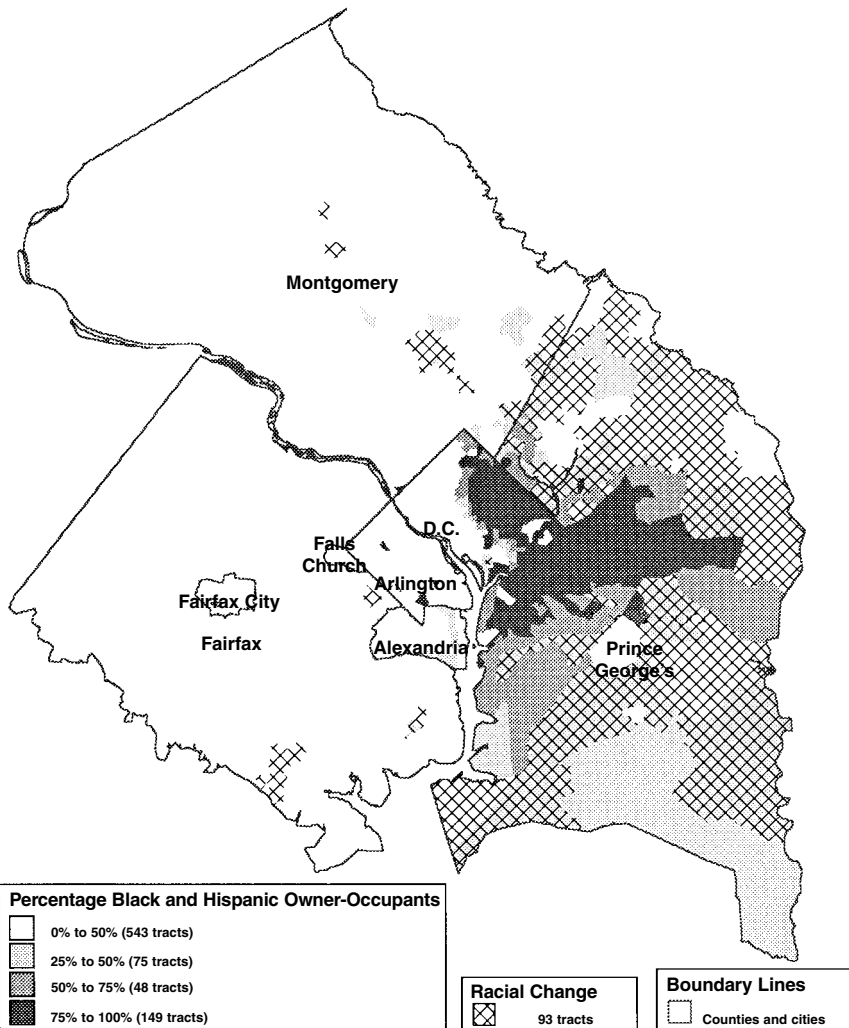 Montgomery
D.C.
Falls
Church
Arlington
Fairfax City
Fairfax
Alexandria
Prince
George's
Percentage Black and Hispanic Owner-Occupants
0% to 50% (543 tracts)
25% to 50% (75 tracts)
50% to 75% (48 tracts)
75% to 100% (149 tracts)
Racial Change
93 tracts
Boundary Lines
Counties and cities